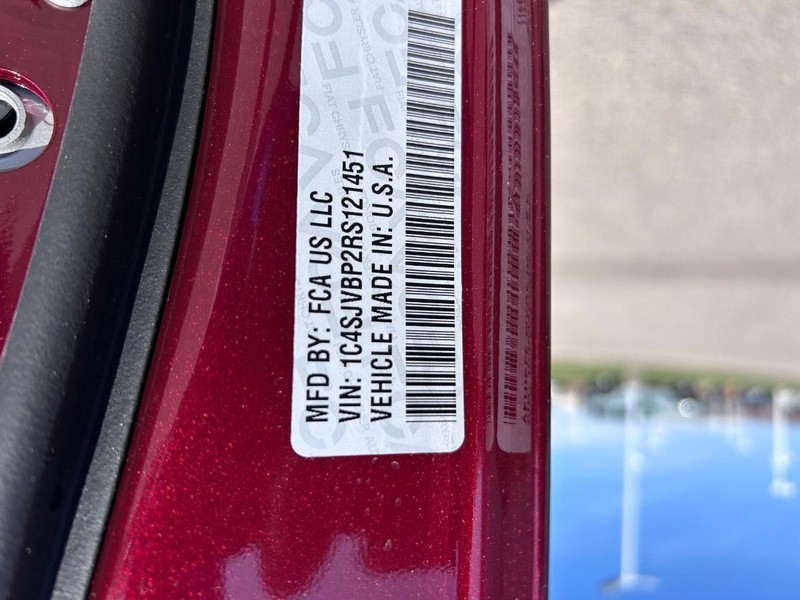 MFD BY: FCA US LLC
VIN: 1C4SJVBP2RS121451
VEHICLE MADE IN: U.S.A.